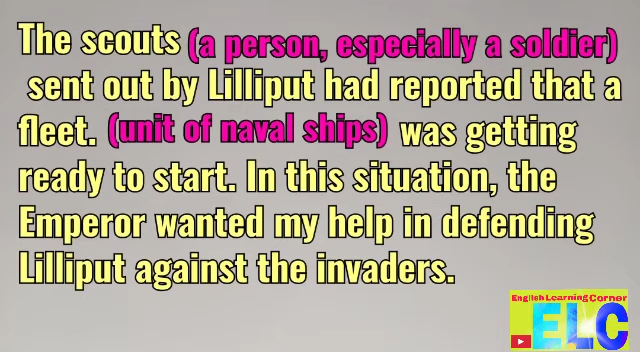 The scouts (a person, especially a soldier)
sent out by Lilliput had reported that a
fleet. (unit of naval ships) was getting
ready to start. In this situation, the
Emperor wanted my help in defending
Lilliput against the invaders.
English Learning Corner
ELC